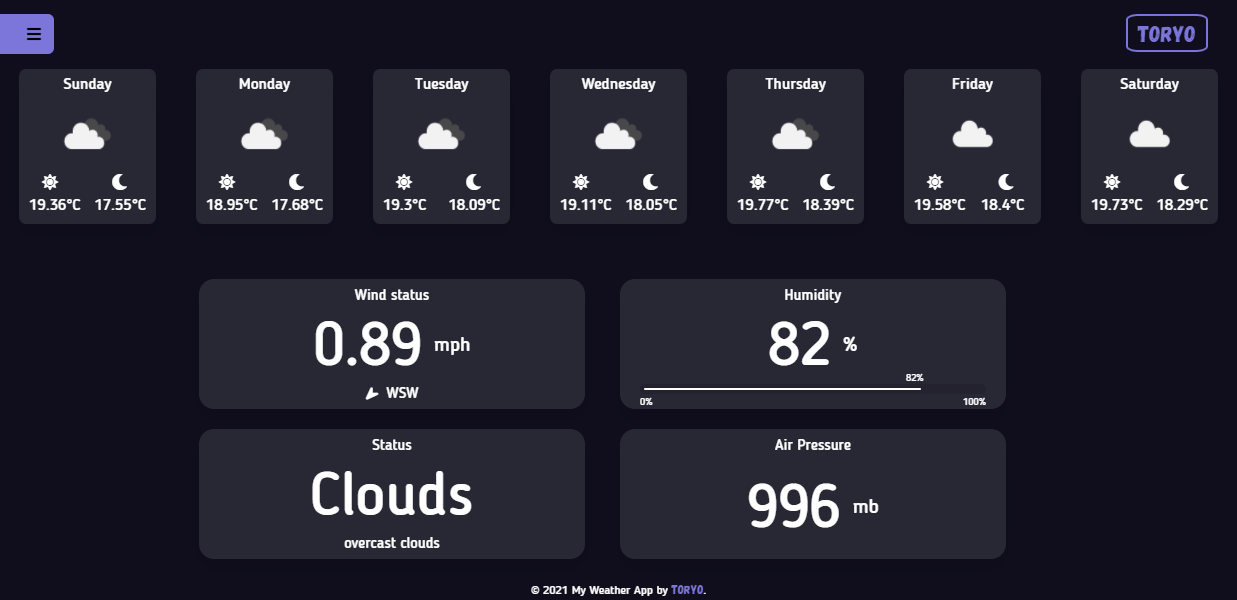 TORYO
Sunday Monday Tuesday Wednesday Thursday Friday Saturday
19.36°C 17.55°C 18.95°C 17.68°C 19.3°C 18.09°C 19.11°C 18.05°C 19.77°C 18.39°C 19.58°C 18.4°C 19.73°C 18.29°C
Wind status
0.89 mph
WSW
Humidity
82 %
82%
0% 100%
Status
Clouds
overcast clouds
Air Pressure
996 mb
© 2021 My Weather App by TORYO.